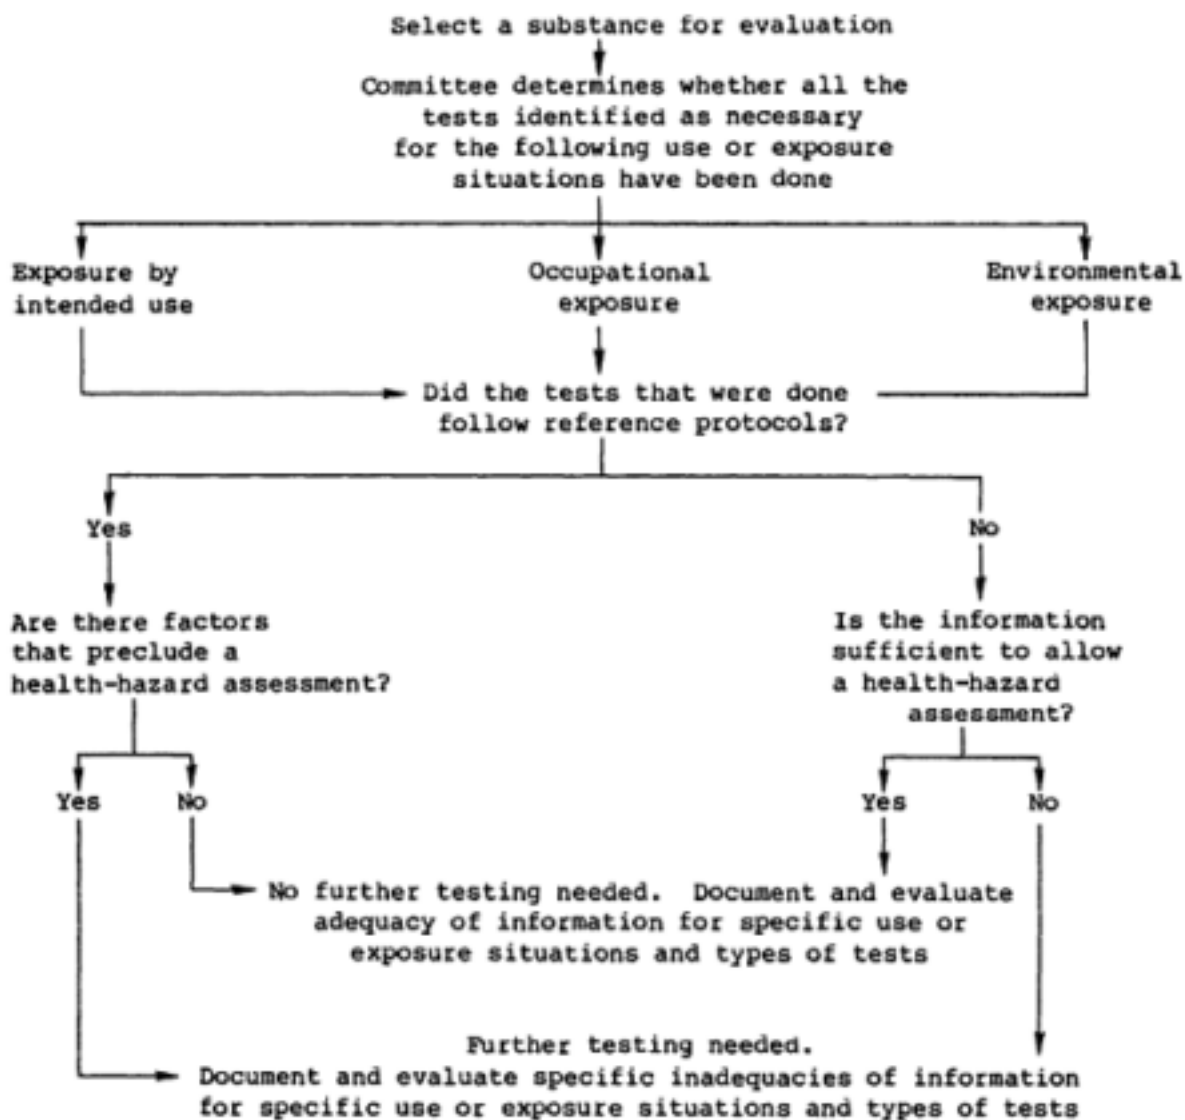 Select a substance for evaluation
Committee determines whether all the
tests identified as necessary
for the following use or exposure
situations have been done
Exposure by
intended use
Occupational
exposure
Environmental
exposure
Did the tests that were done
follow reference protocols?
Yes
No
Are there factors
that preclude a
health-hazard assessment?
Is the information
sufficient to allow
a health-hazard
assessment?
Yes
No
Yes
No
No further testing needed. Document and evaluate
adequacy of information for specific use or
exposure situations and types of tests
Further testing needed.
Document and evaluate specific inadequacies of information
for specific use or exposure situations and types of tests